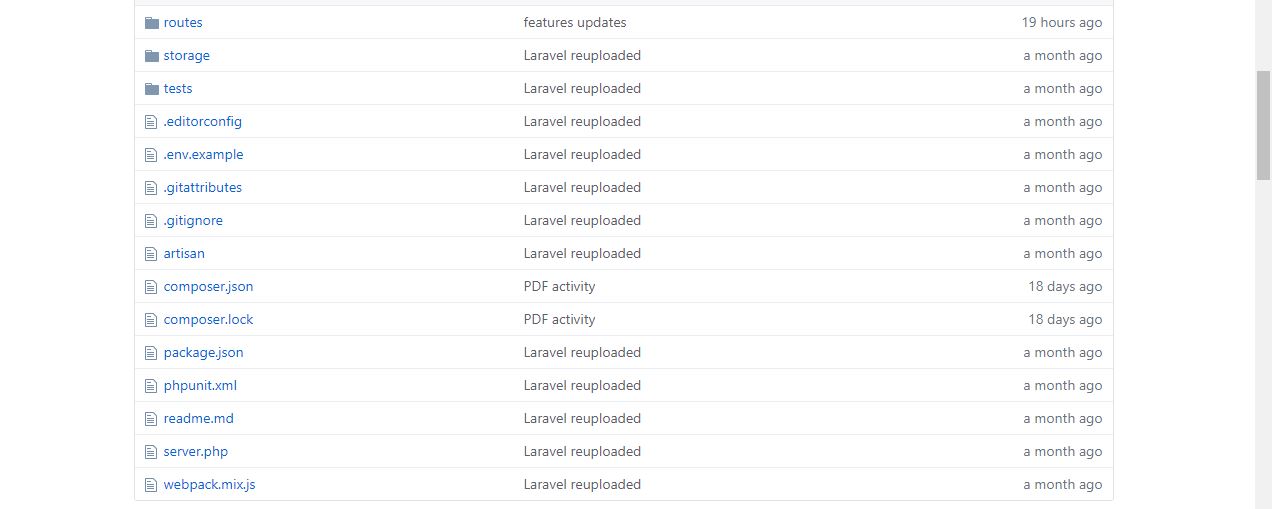 routes features updates 19 hours ago
storage Laravel reuploaded a month ago
tests Laravel reuploaded a month ago
.editorconfig Laravel reuploaded a month ago
.env.example Laravel reuploaded a month ago
.gitattributes Laravel reuploaded a month ago
.gitignore Laravel reuploaded a month ago
artisan Laravel reuploaded a month ago
composer.json PDF activity 18 days ago
composer.lock PDF activity 18 days ago
package.json Laravel reuploaded a month ago
phpunit.xml Laravel reuploaded a month ago
readme.md Laravel reuploaded a month ago
server.php Laravel reuploaded a month ago
webpack.mix.js Laravel reuploaded a month ago